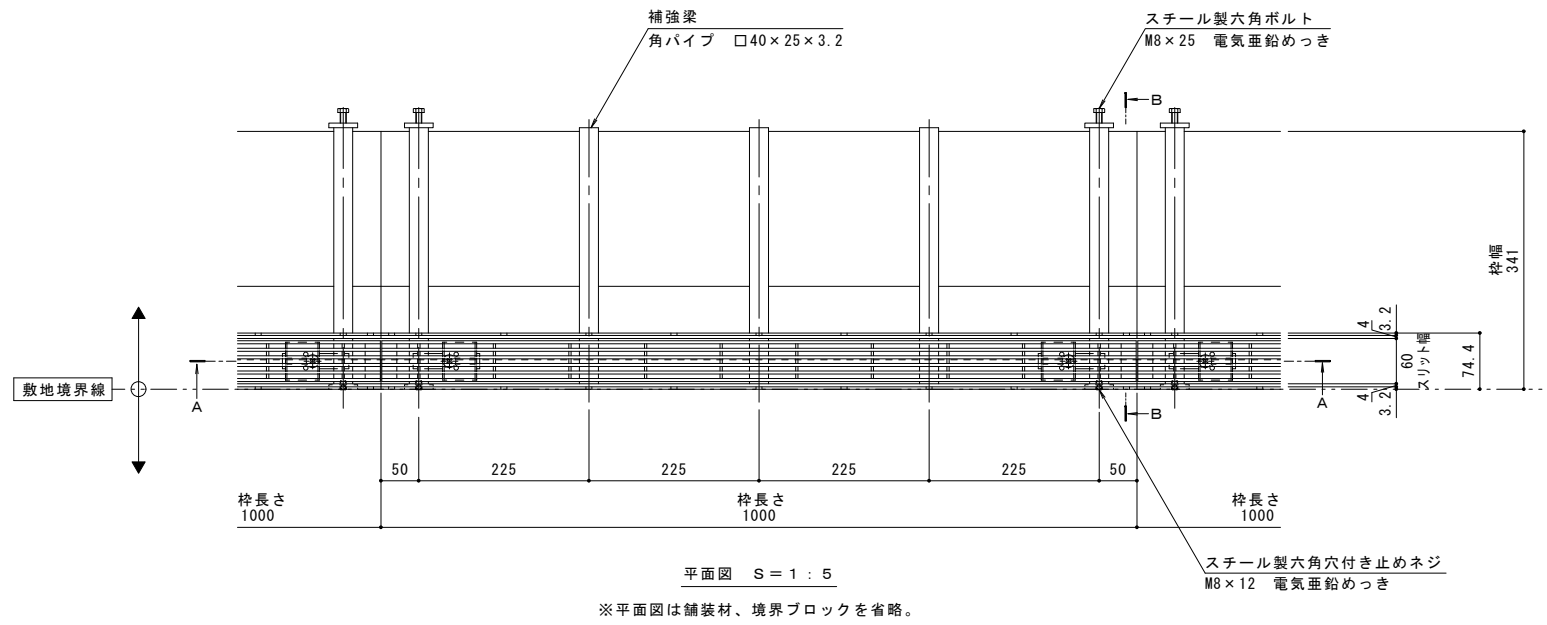 補強梁
角パイプ　□40×25×3.2
スチール製六角ボルト
M8×25　電気亜鉛めっき
B
枠幅
341
4
3.2
60
スリット幅
74.4
4
3.2
敷地境界線
A
A
B
50
225
225
225
225
50
枠長さ
1000
枠長さ
1000
枠長さ
1000
スチール製六角穴付き止めネジ
M8×12　電気亜鉛めっき
平面図　S＝1：5
※平面図は舗装材、境界ブロックを省略。